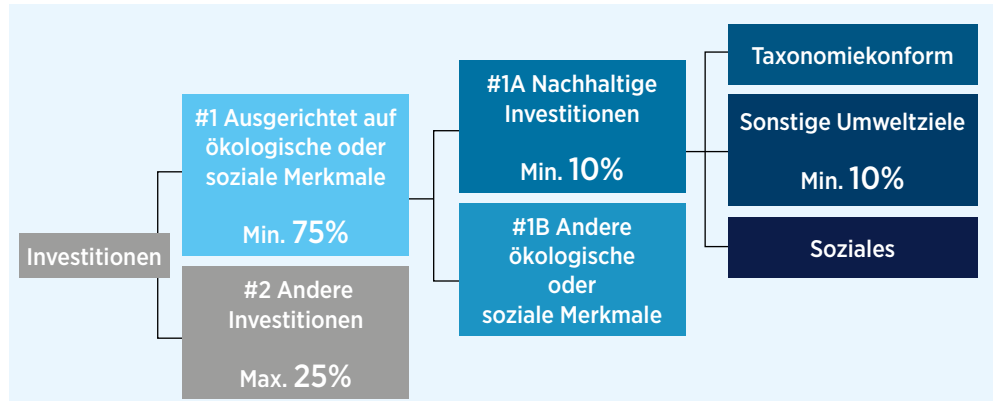 Investitionen
#1 Ausgerichtet auf
ökologische oder
soziale Merkmale
Min. 75%
#2 Andere
Investitionen
Max. 25%
#1A Nachhaltige
Investitionen
Min. 10%
#1B Andere
ökologische
oder
soziale Merkmale
Taxonomiekonform
Sonstige Umweltziele
Min. 10%
Soziales